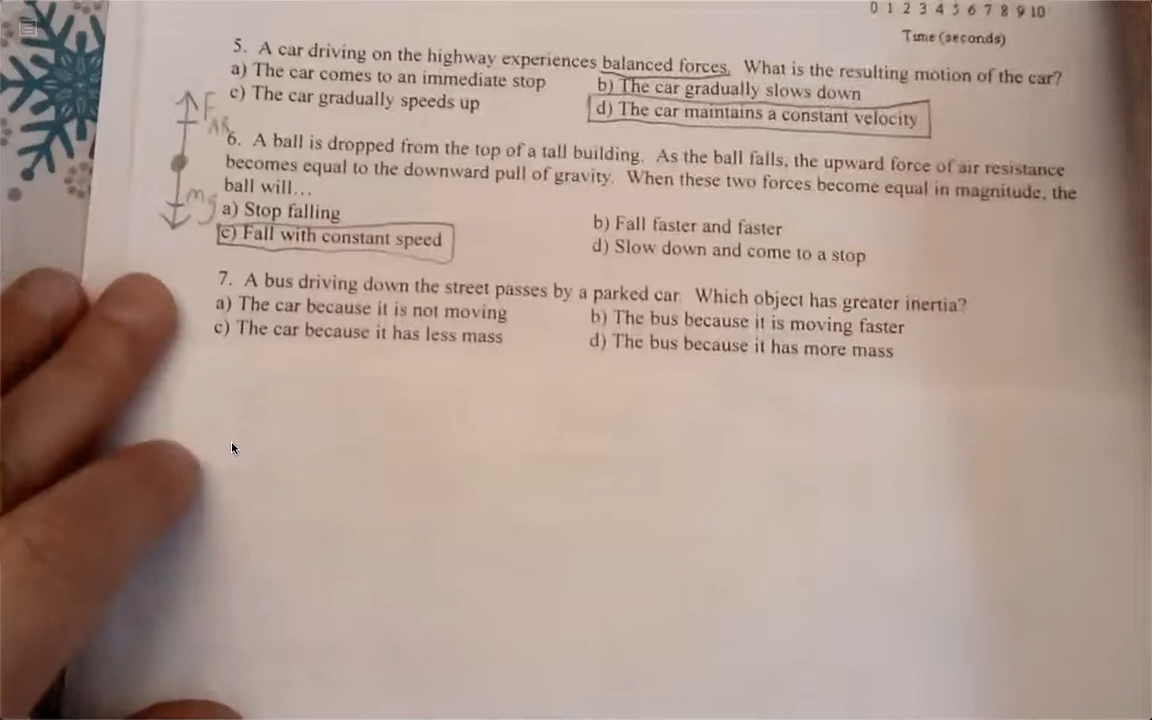 0 1 2 3 4 5 6 7 8 9 10
Time (seconds)
5. A car driving on the highway experiences balanced forces. What is the resulting motion of the car?
a) The car comes to an immediate stop b) The car gradually slows down
c) The car gradually speeds up d) The car maintains a constant velocity
F AR
6. A ball is dropped from the top of a tall building. As the ball falls, the upward force of air resistance
becomes equal to the downward pull of gravity. When these two forces become equal in magnitude, the
ball will...
mg
a) Stop falling b) Fall faster and faster
c) Fall with constant speed d) Slow down and come to a stop
7. A bus driving down the street passes by a parked car. Which object has greater inertia?
a) The car because it is not moving b) The bus because it is moving faster
c) The car because it has less mass d) The bus because it has more mass